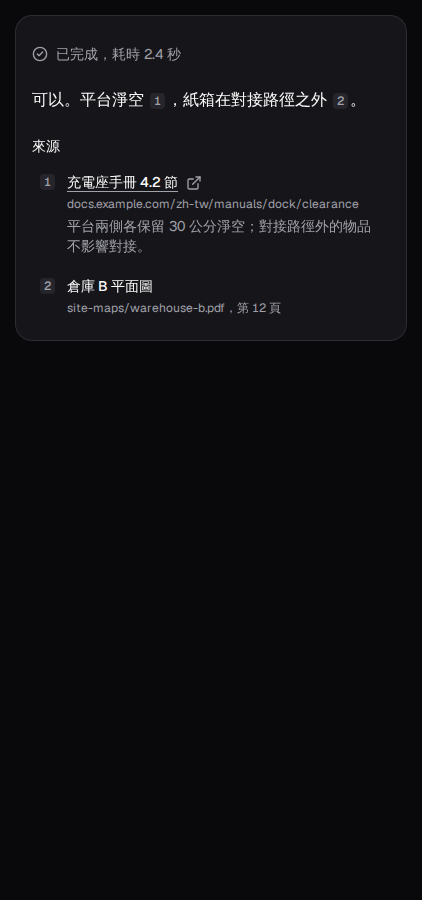 已完成，耗時 2.4 秒
可以。平台淨空 1，紙箱在對接路徑之外 2。
來源
1 充電座手冊 4.2 節
docs.example.com/zh-tw/manuals/dock/clearance
平台兩側各保留 30 公分淨空；對接路徑外的物品
不影響對接。
2 倉庫 B 平面圖
site-maps/warehouse-b.pdf，第 12 頁